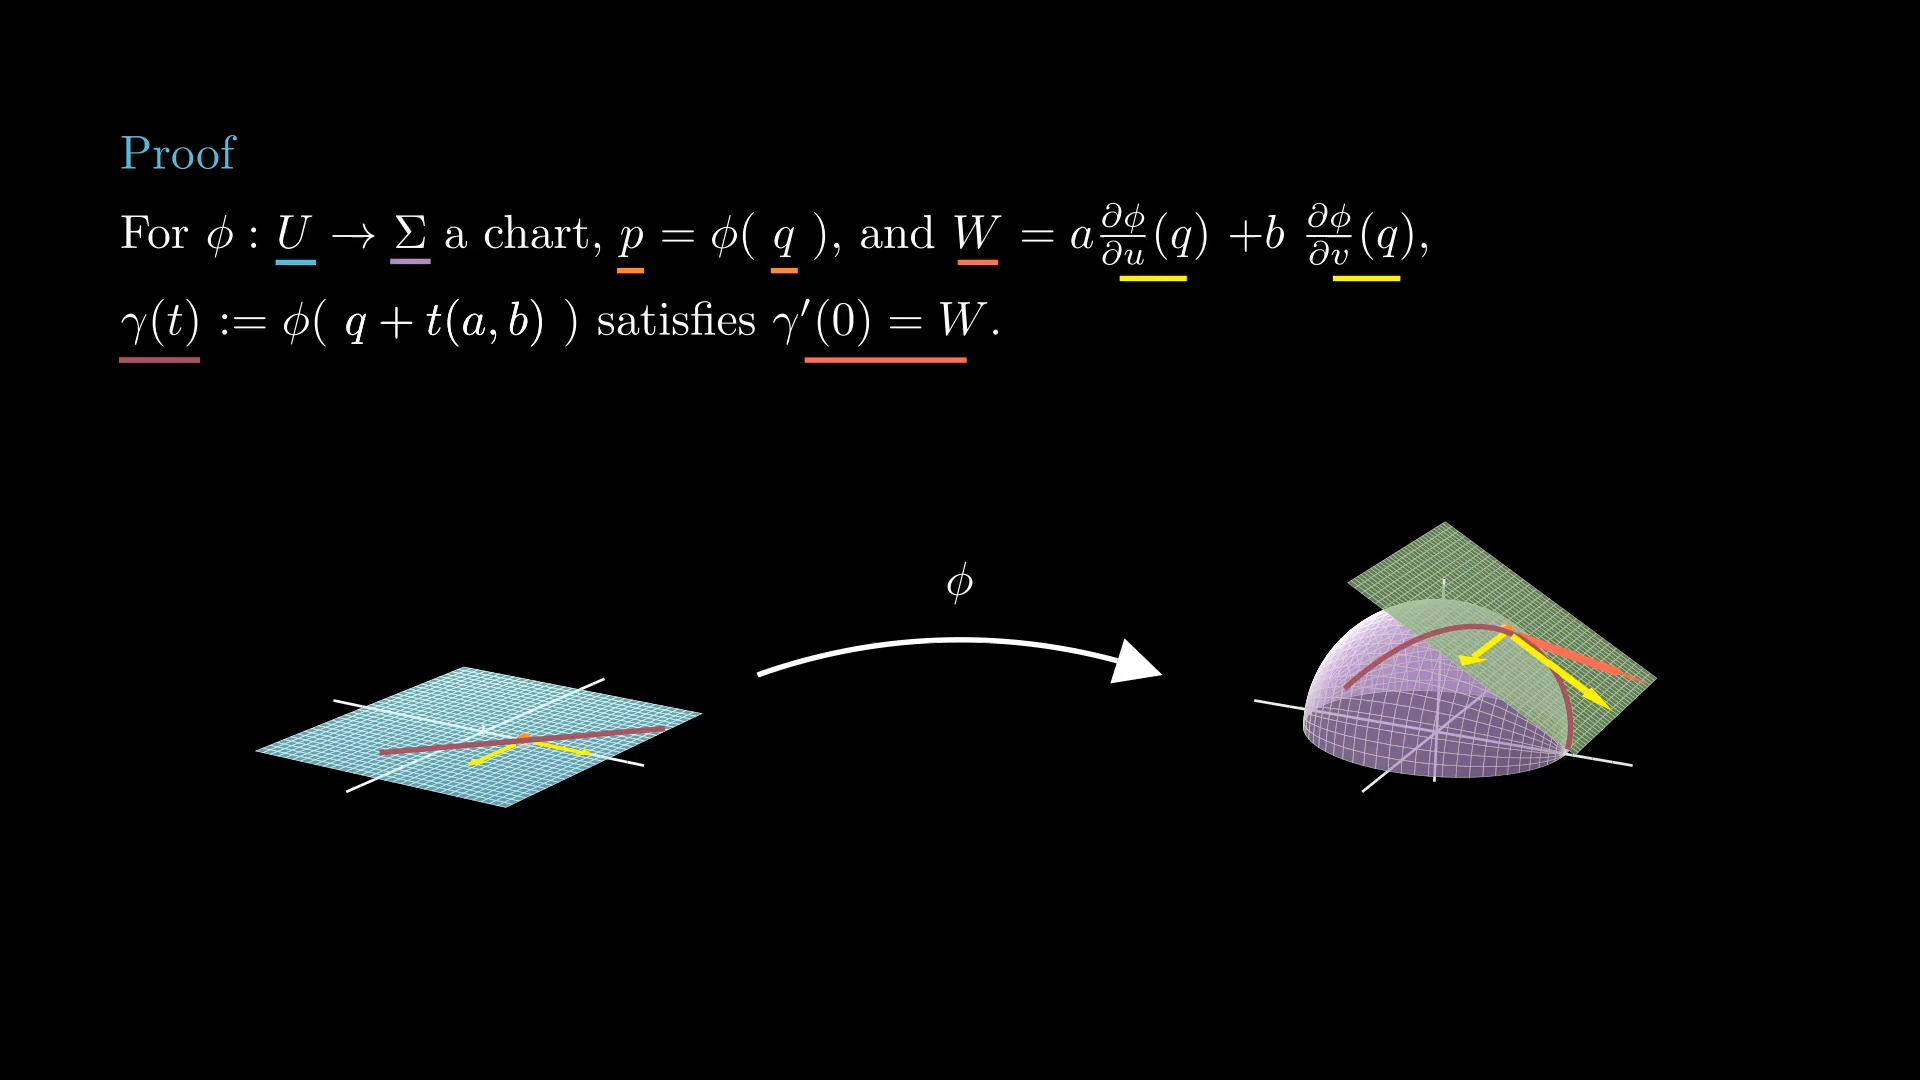 Proof
For ϕ : U → Σ a chart, p = ϕ( q ), and W = a∂ϕ/∂u(q) +b ∂ϕ/∂v(q),
γ(t) := ϕ( q + t(a, b) ) satisfies γ′(0) = W.
ϕ